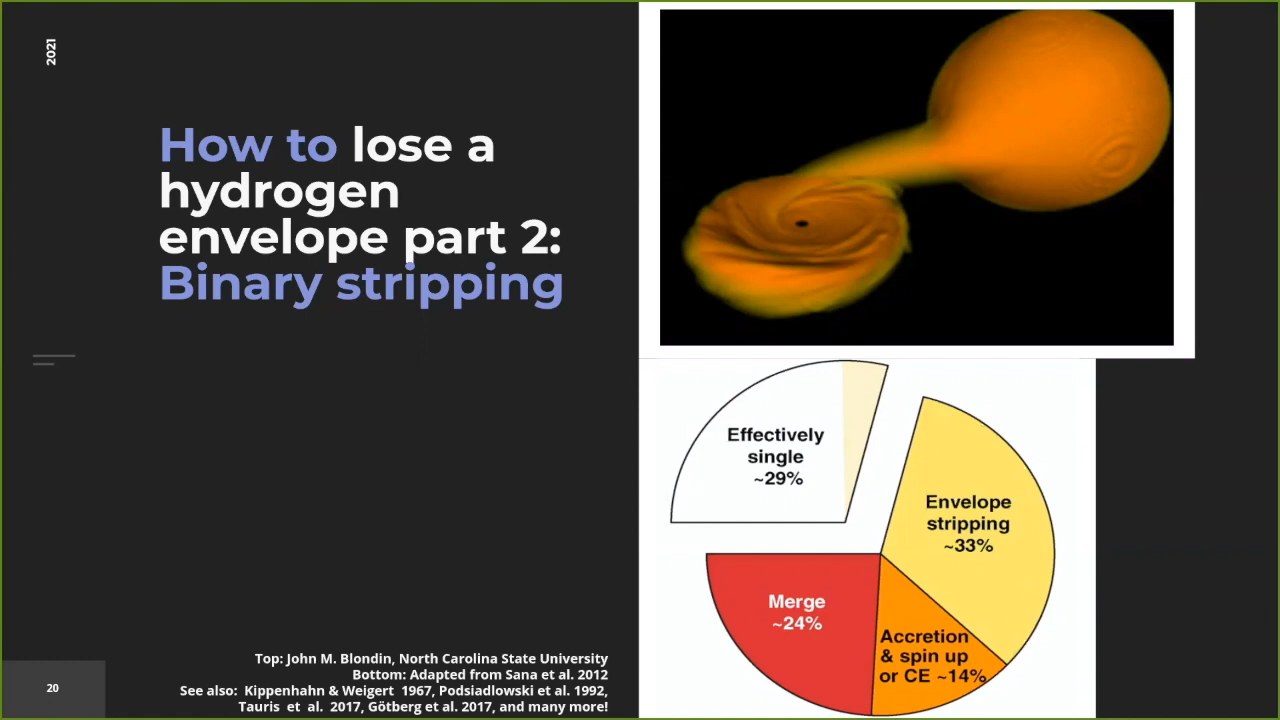 2021
How to lose a
hydrogen
envelope part 2:
Binary stripping
Effectively
single
~29%
Envelope
stripping
~33%
Merge
~24%
Accretion
& spin up
or CE ~14%
Top: John M. Blondin, North Carolina State University
Bottom: Adapted from Sana et al. 2012
See also: Kippenhahn & Weigert 1967, Podsiadlowski et al. 1992,
Tauris et al. 2017, Götberg et al. 2017, and many more!
20